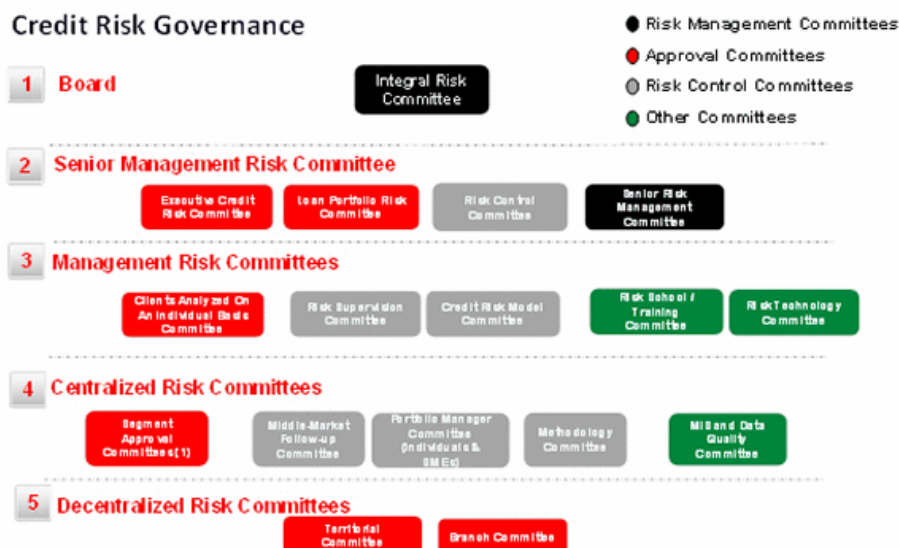 Credit Risk Governance
Risk Management Committees
Approval Committees
Risk Control Committees
Other Committees
1 Board
Integral Risk
Committee
2 Senior Management Risk Committee
Executive Credit
Risk Committee
Loan Portfolio Risk
Committee
Risk Control
Committee
Senior Risk
Management
Committee
3 Management Risk Committees
Clients Analyzed On
An Individual Basis
Committee
Risk Supervision
Committee
Credit Risk Model
Committee
Risk School /
Training
Committee
Risk Technology
Committee
4 Centralized Risk Committees
Segment
Approval
Committees(1)
Middle-Market
Follow-up
Committee
Portfolio Manager
Committee
(Individuals &
SMEs)
Methodology
Committee
MIS and Data
Quality
Committee
5 Decentralized Risk Committees
Territorial
Committee
Branch Committee